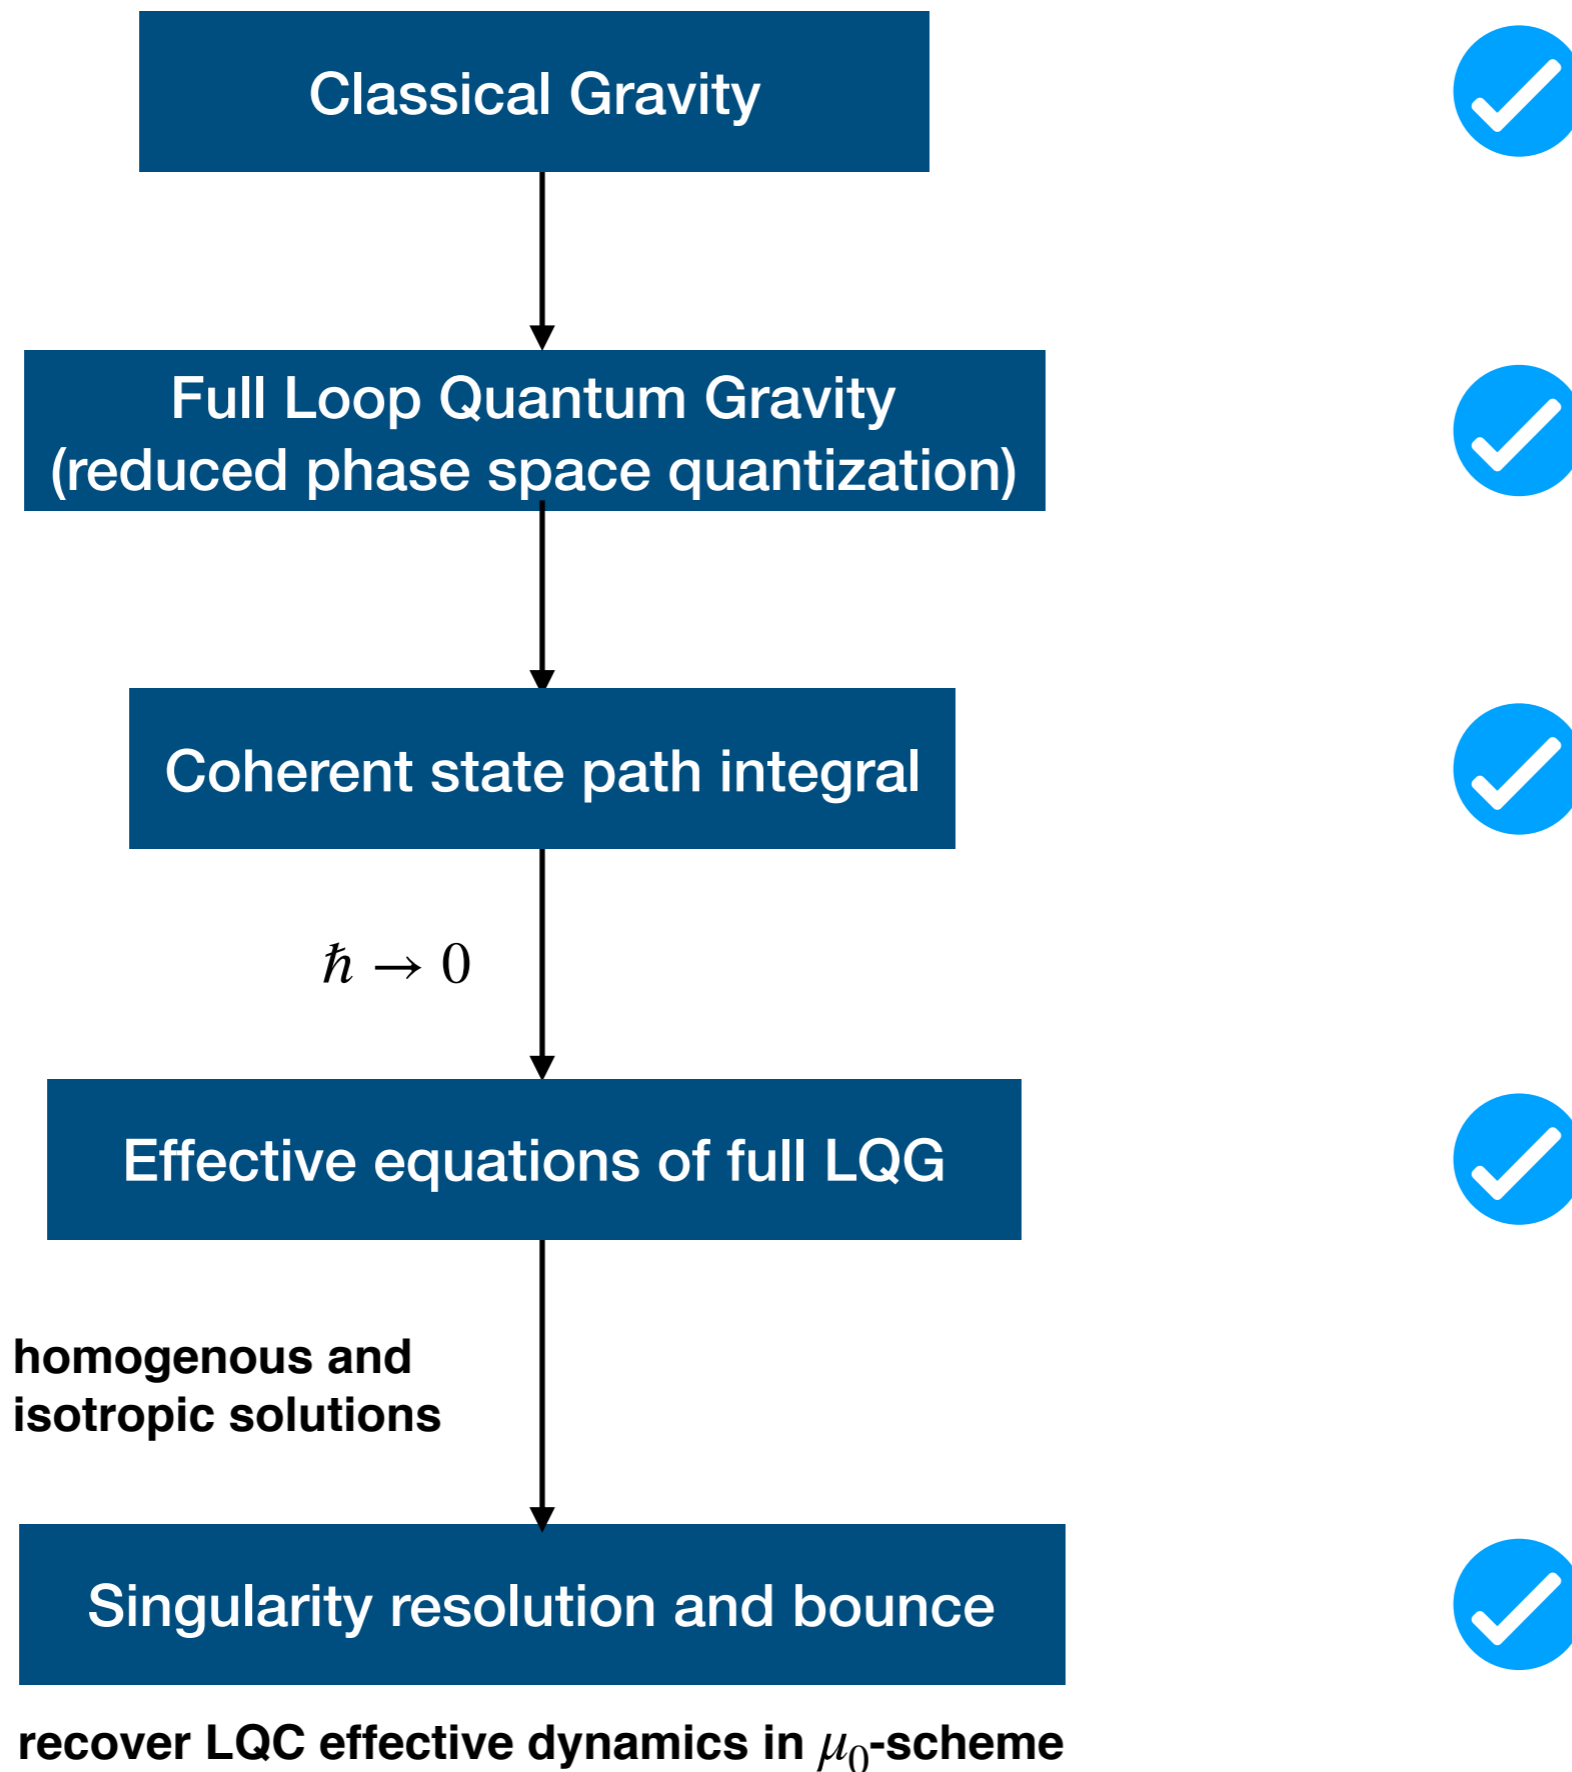 Classical Gravity
Full Loop Quantum Gravity
(reduced phase space quantization)
Coherent state path integral
ℏ → 0
Effective equations of full LQG
homogenous and
isotropic solutions
Singularity resolution and bounce
recover LQC effective dynamics in μ₀-scheme